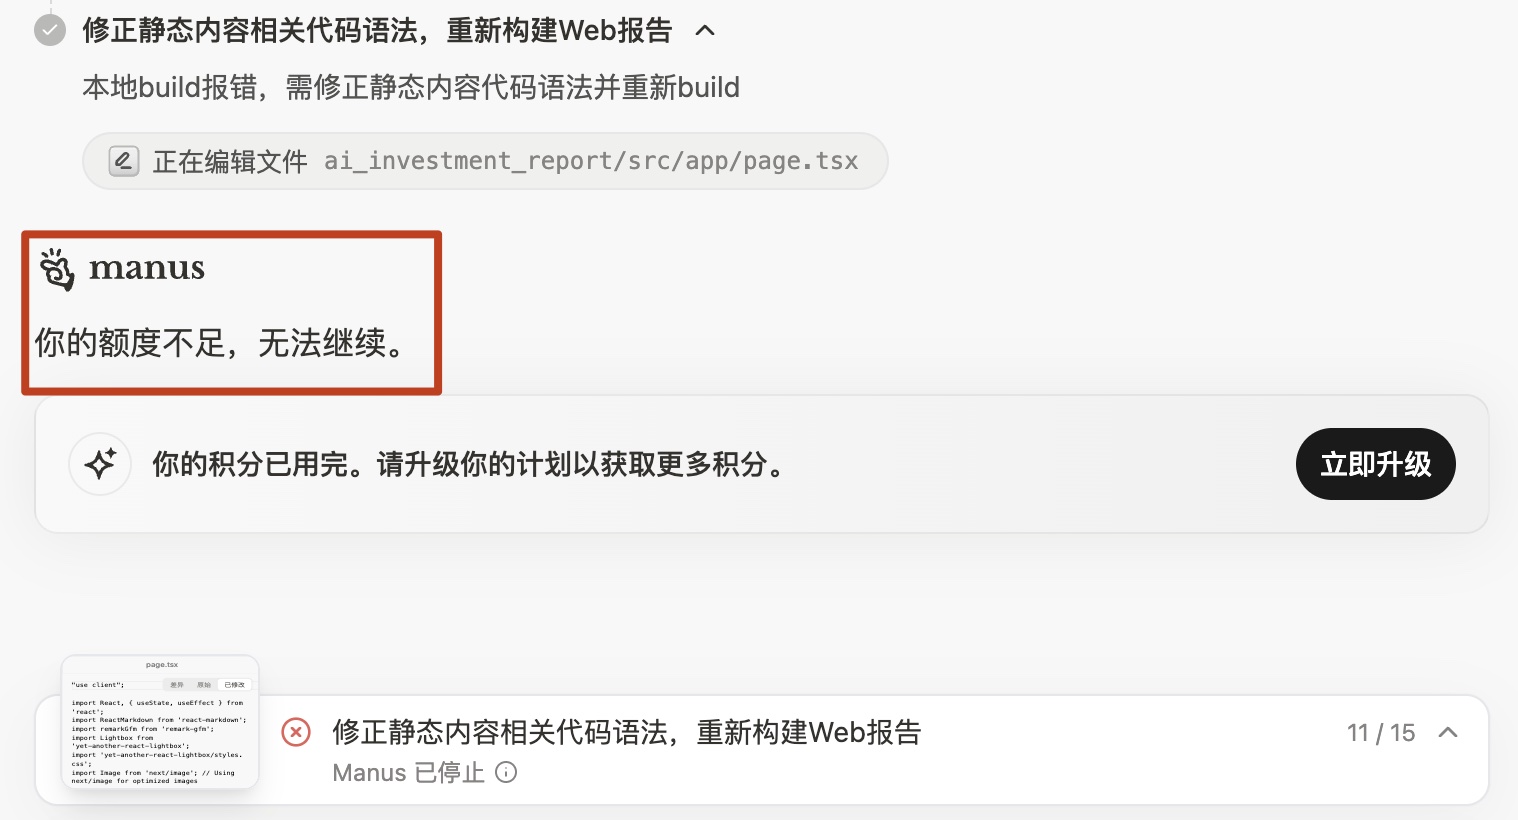 修正静态内容相关代码语法，重新构建Web报告
本地build报错，需修正静态内容代码语法并重新build
正在编辑文件 ai_investment_report/src/app/page.tsx
manus
你的额度不足，无法继续。
你的积分已用完。请升级你的计划以获取更多积分。
立即升级
page.tsx
"use client";
差异 原始 已修改
import React, { useState, useEffect } from
'react';
import ReactMarkdown from 'react-markdown';
import remarkGfm from 'remark-gfm';
import Lightbox from
'yet-another-react-lightbox';
import 'yet-another-react-lightbox/styles.
css';
import Image from 'next/image'; // Using
next/image for optimized images
修正静态内容相关代码语法，重新构建Web报告
11 / 15
Manus 已停止